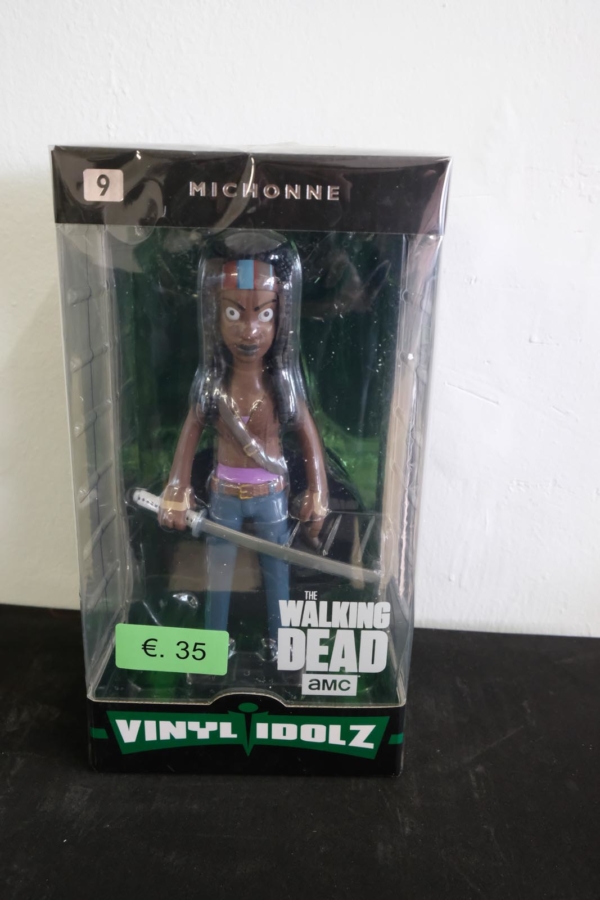 9
MICHONNE
THE
WALKING
DEAD
aMC
€. 35
VINYL IDOLZ